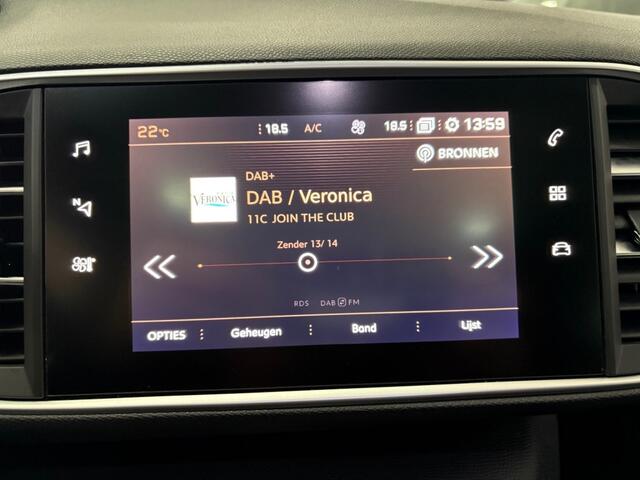 22°C 18.5 A/C 18.5 13:59
BRONNEN
DAB+
VERONICA
DAB / Veronica
11C JOIN THE CLUB
Zender 13/14
N
RDS DAB FM
OPTIES Geheugen Band Lijst